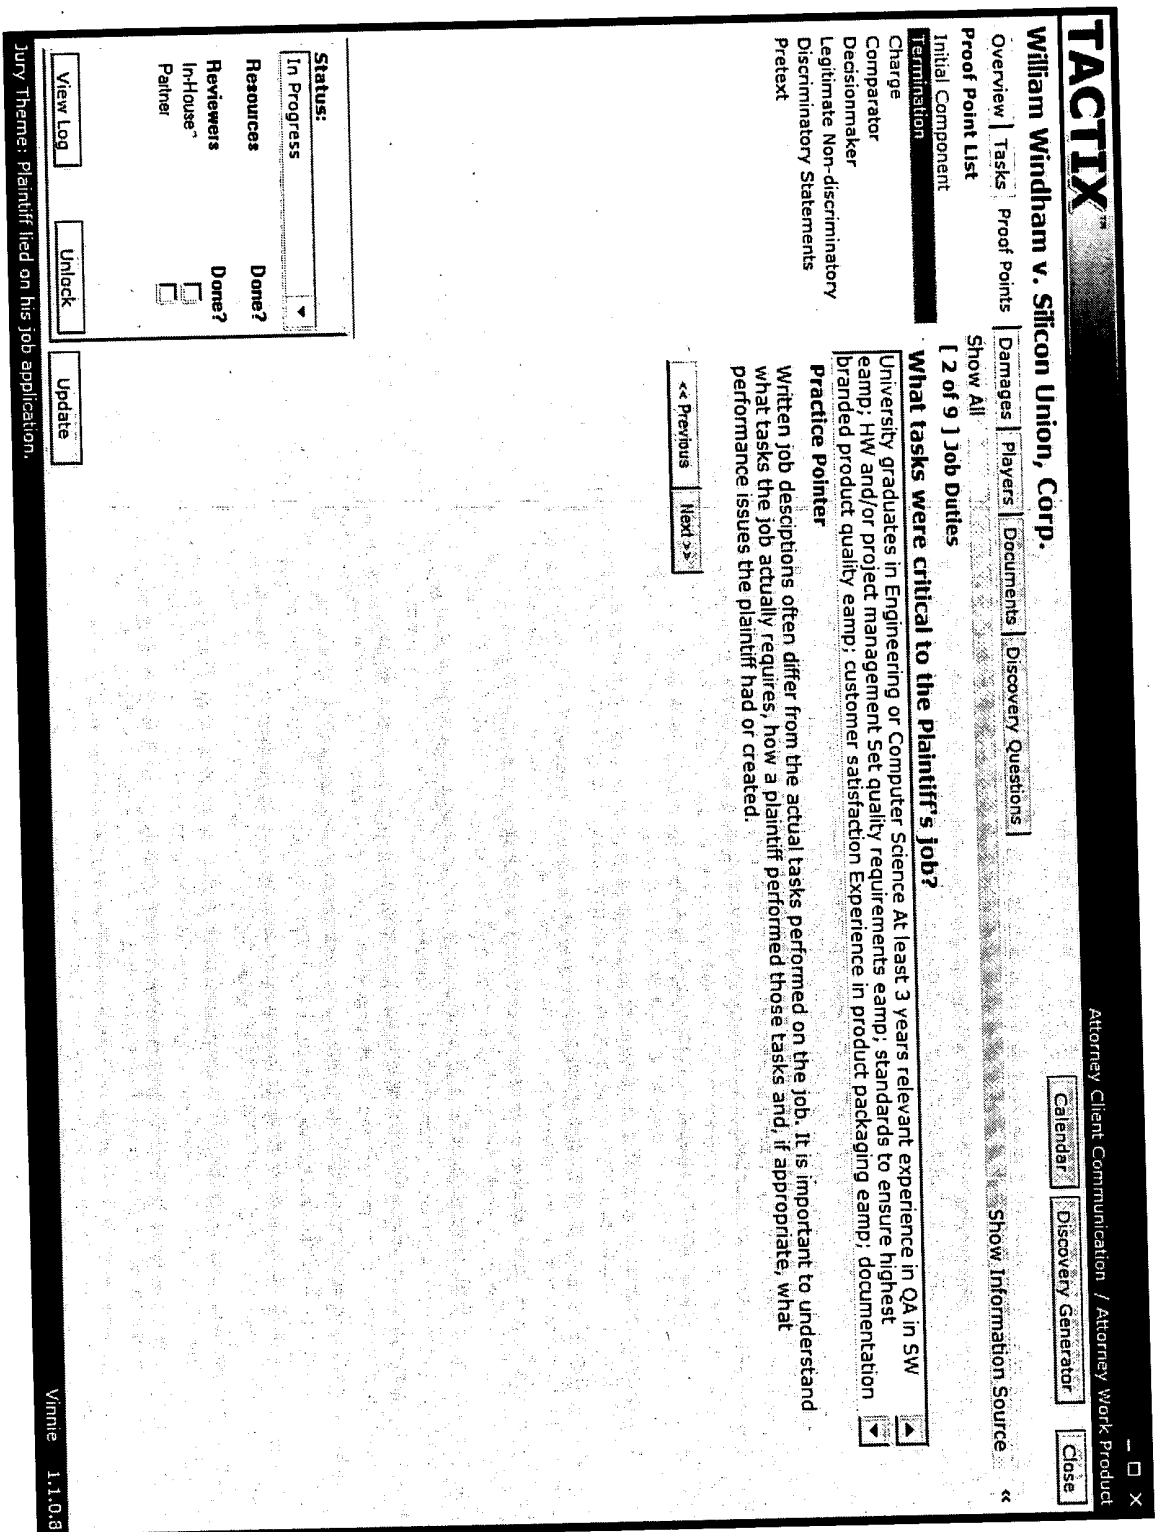 TACTIX™
Attorney Client Communication / Attorney Work Product
William Windham v. Silicon Union, Corp.
Calendar Discovery Generator Close
Overview Tasks Proof Points Damages Players Documents Discovery Questions
Proof Point List
Initial Component
Termination
Charge
Comparator
Decisionmaker
Legitimate Non-discriminatory
Discriminatory Statements
Pretext
Show All
Show Information Source «
[ 2 of 9 ] Job Duties
What tasks were critical to the Plaintiff's job?
University graduates in Engineering or Computer Science At least 3 years relevant experience in QA in SW
eamp; HW and/or project management Set quality requirements eamp; standards to ensure highest
branded product quality eamp; customer satisfaction Experience in product packaging eamp; documentation
Practice Pointer
Written job desciptions often differ from the actual tasks performed on the job. It is important to understand
what tasks the job actually requires, how a plaintiff performed those tasks and, if appropriate, what
performance issues the plaintiff had or created.
<< Previous Next >>
Status:
In Progress
Resources Done?
Reviewers Done?
In-House"
Partner
View Log Unlock Update
Jury Theme: Plaintiff lied on his job application.
Vinnie 1.1.0.8